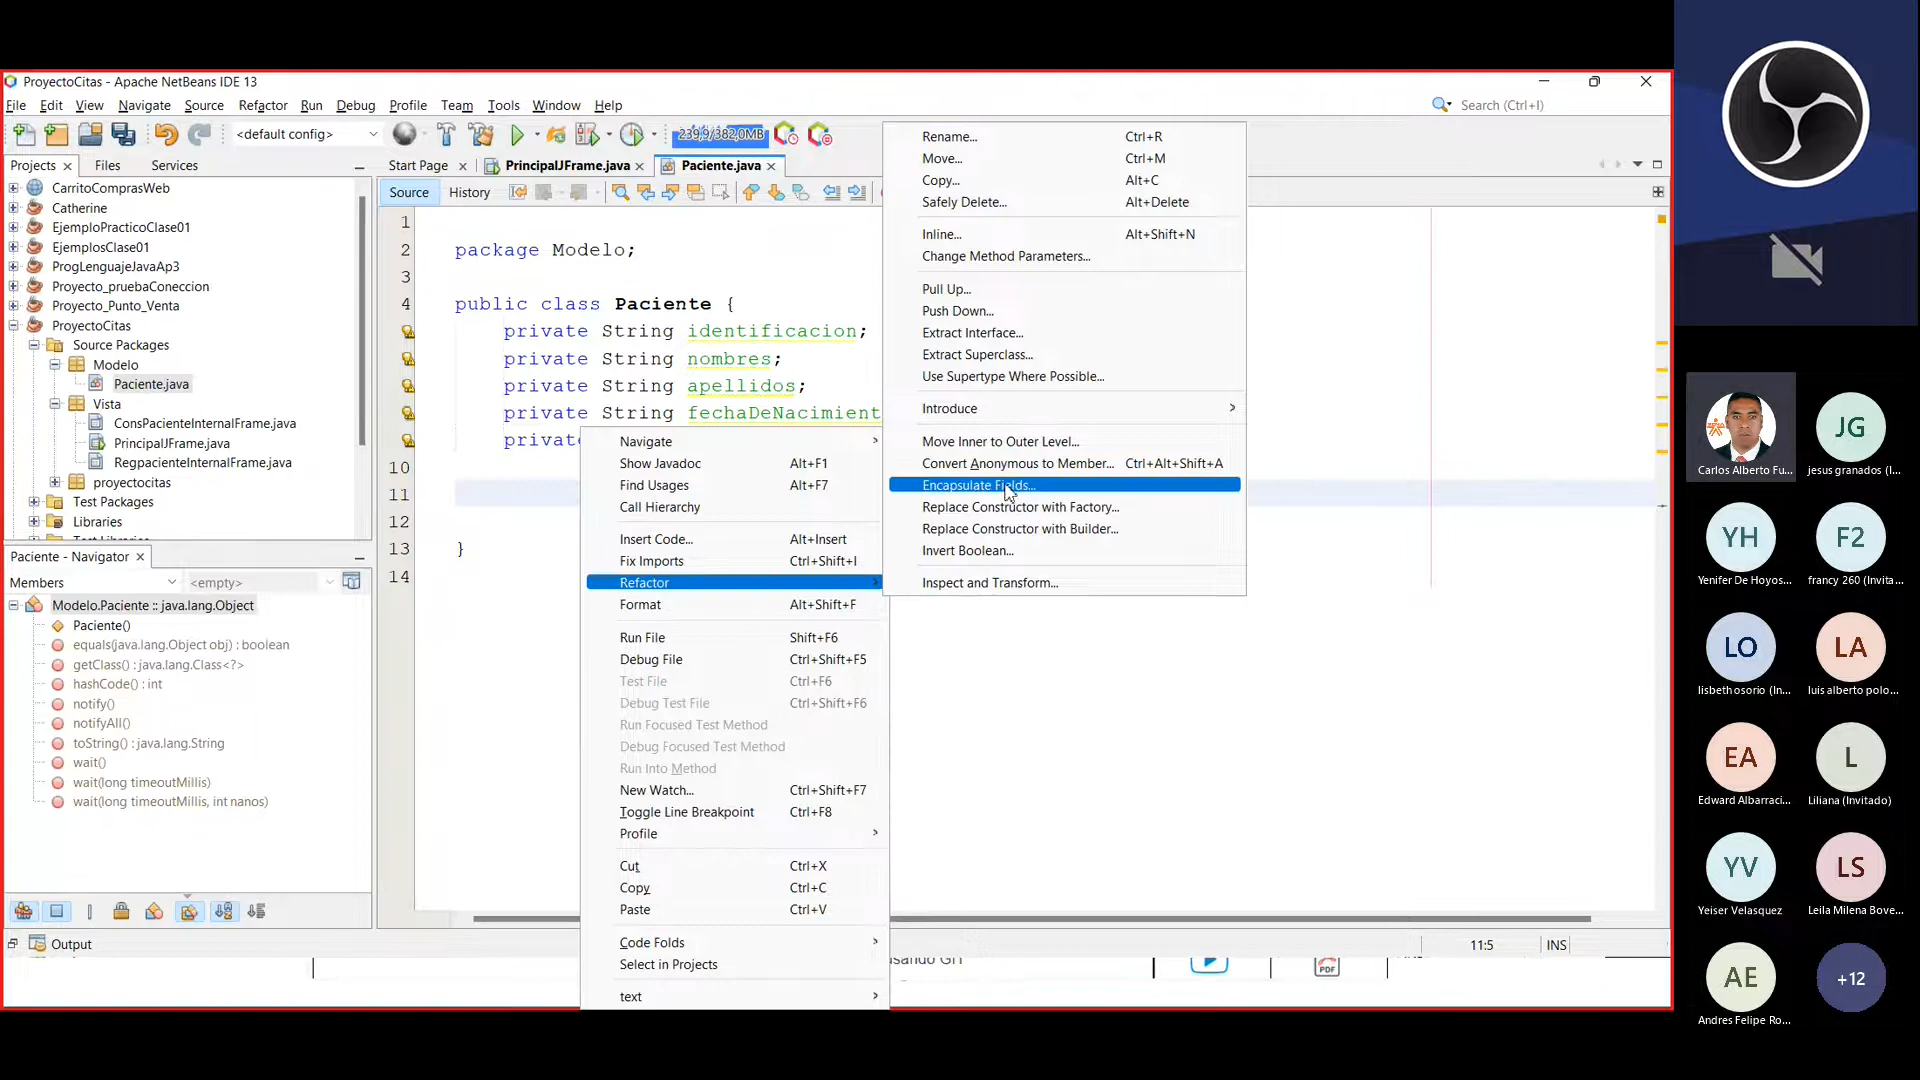 ProyectoCitas - Apache NetBeans IDE 13
File Edit View Navigate Source Refactor Run Debug Profile Team Tools Window Help
Search (Ctrl+I)
<default config>
239,9/382,0MB
Projects Files Services
Start Page PrincipalJFrame.java Paciente.java
Source History
CarritoComprasWeb
Catherine
EjemploPracticoClase01
EjemplosClase01
ProgLenguajeJavaAp3
Proyecto_pruebaConeccion
Proyecto_Punto_Venta
ProyectoCitas
Source Packages
Modelo
Paciente.java
Vista
ConsPacienteInternalFrame.java
PrincipalJFrame.java
RegpacienteInternalFrame.java
proyectocitas
Test Packages
Libraries
1
2 package Modelo;
3
4 public class Paciente {
private String identificacion;
private String nombres;
private String apellidos;
private String fechaDeNacimient
privat
10
11
12
13 }
14
Navigate
Show Javadoc Alt+F1
Find Usages Alt+F7
Call Hierarchy
Insert Code... Alt+Insert
Fix Imports Ctrl+Shift+I
Refactor
Format Alt+Shift+F
Run File Shift+F6
Debug File Ctrl+Shift+F5
Test File Ctrl+F6
Debug Test File Ctrl+Shift+F6
Run Focused Test Method
Debug Focused Test Method
Run Into Method
New Watch... Ctrl+Shift+F7
Toggle Line Breakpoint Ctrl+F8
Profile
Cut Ctrl+X
Copy Ctrl+C
Paste Ctrl+V
Code Folds
Select in Projects
text
Rename... Ctrl+R
Move... Ctrl+M
Copy... Alt+C
Safely Delete... Alt+Delete
Inline... Alt+Shift+N
Change Method Parameters...
Pull Up...
Push Down...
Extract Interface...
Extract Superclass...
Use Supertype Where Possible...
Introduce
Move Inner to Outer Level...
Convert Anonymous to Member... Ctrl+Alt+Shift+A
Encapsulate Fields...
Replace Constructor with Factory...
Replace Constructor with Builder...
Invert Boolean...
Inspect and Transform...
Paciente - Navigator
Members <empty>
Modelo.Paciente :: java.lang.Object
Paciente()
equals(java.lang.Object obj) : boolean
getClass() : java.lang.Class<?>
hashCode() : int
notify()
notifyAll()
toString() : java.lang.String
wait()
wait(long timeoutMillis)
wait(long timeoutMillis, int nanos)
Output
11:5 INS
PDF
Carlos Alberto Fu...
JG
jesus granados (I...
YH
Yenifer De Hoyos...
F2
francy 260 (Invita...
LO
lisbeth osorio (In...
LA
luis alberto polo...
EA
Edward Albarraci...
L
Liliana (Invitado)
YV
Yeiser Velasquez
LS
Leila Milena Bove...
AE
Andres Felipe Ro...
+12